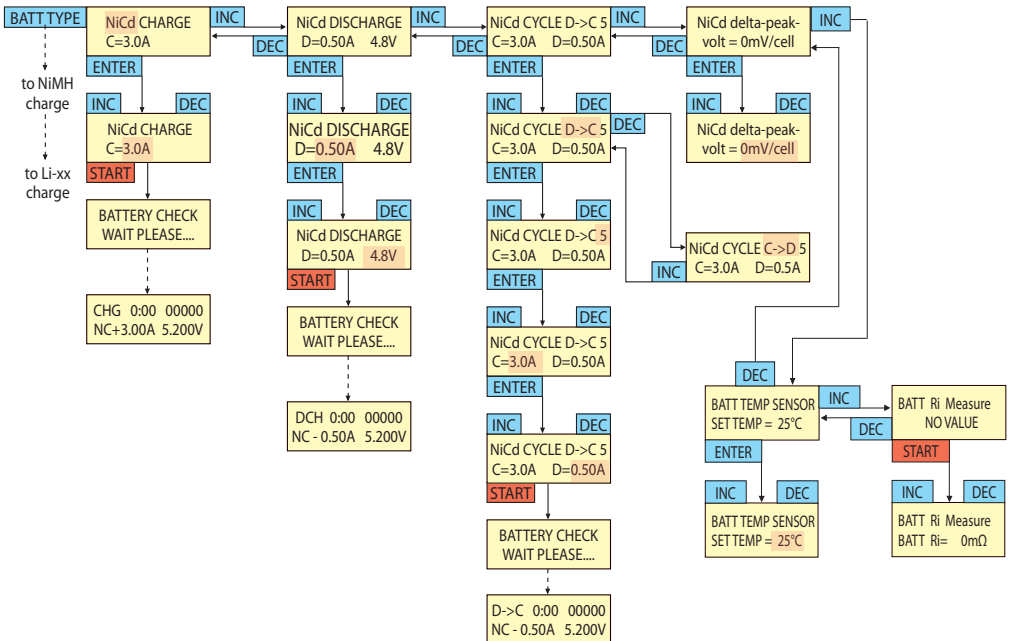 BATT TYPE
NiCd CHARGE
C=3.0A
INC
DEC
NiCd DISCHARGE
D=0.50A 4.8V
INC
DEC
NiCd CYCLE D->C 5
C=3.0A D=0.50A
INC
DEC
NiCd delta-peak-
volt = 0mV/cell
INC
to NiMH
charge
to Li-xx
charge
ENTER
INC DEC
NiCd CHARGE
C=3.0A
START
BATTERY CHECK
WAIT PLEASE....
CHG 0:00 00000
NC+3.00A 5.200V
ENTER
INC DEC
NiCd DISCHARGE
D=0.50A 4.8V
ENTER
INC DEC
NiCd DISCHARGE
D=0.50A 4.8V
START
BATTERY CHECK
WAIT PLEASE....
DCH 0:00 00000
NC - 0.50A 5.200V
ENTER
INC DEC
NiCd CYCLE D->C 5
C=3.0A D=0.50A
DEC
ENTER
INC DEC
NiCd CYCLE D->C 5
C=3.0A D=0.50A
INC
NiCd CYCLE C->D 5
C=3.0A D=0.5A
ENTER
INC DEC
NiCd CYCLE D->C 5
C=3.0A D=0.50A
ENTER
INC DEC
NiCd CYCLE D->C 5
C=3.0A D=0.50A
START
BATTERY CHECK
WAIT PLEASE....
D->C 0:00 00000
NC - 0.50A 5.200V
ENTER
INC DEC
NiCd delta-peak-
volt = 0mV/cell
DEC
BATT TEMP SENSOR
SET TEMP = 25°C
INC
DEC
BATT Ri Measure
NO VALUE
ENTER
INC DEC
BATT TEMP SENSOR
SET TEMP = 25°C
START
INC DEC
BATT Ri Measure
BATT Ri= 0mΩ